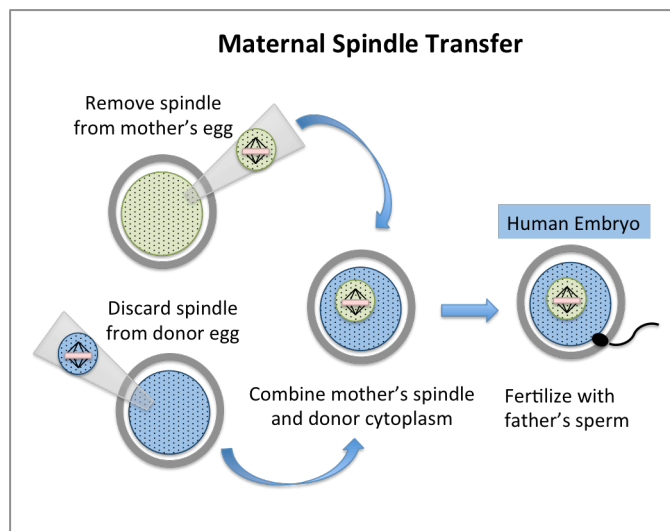 Maternal Spindle Transfer
Remove spindle
from mother's egg
Human Embryo
Discard spindle
from donor egg
Combine mother's spindle
and donor cytoplasm
Fertilize with
father's sperm